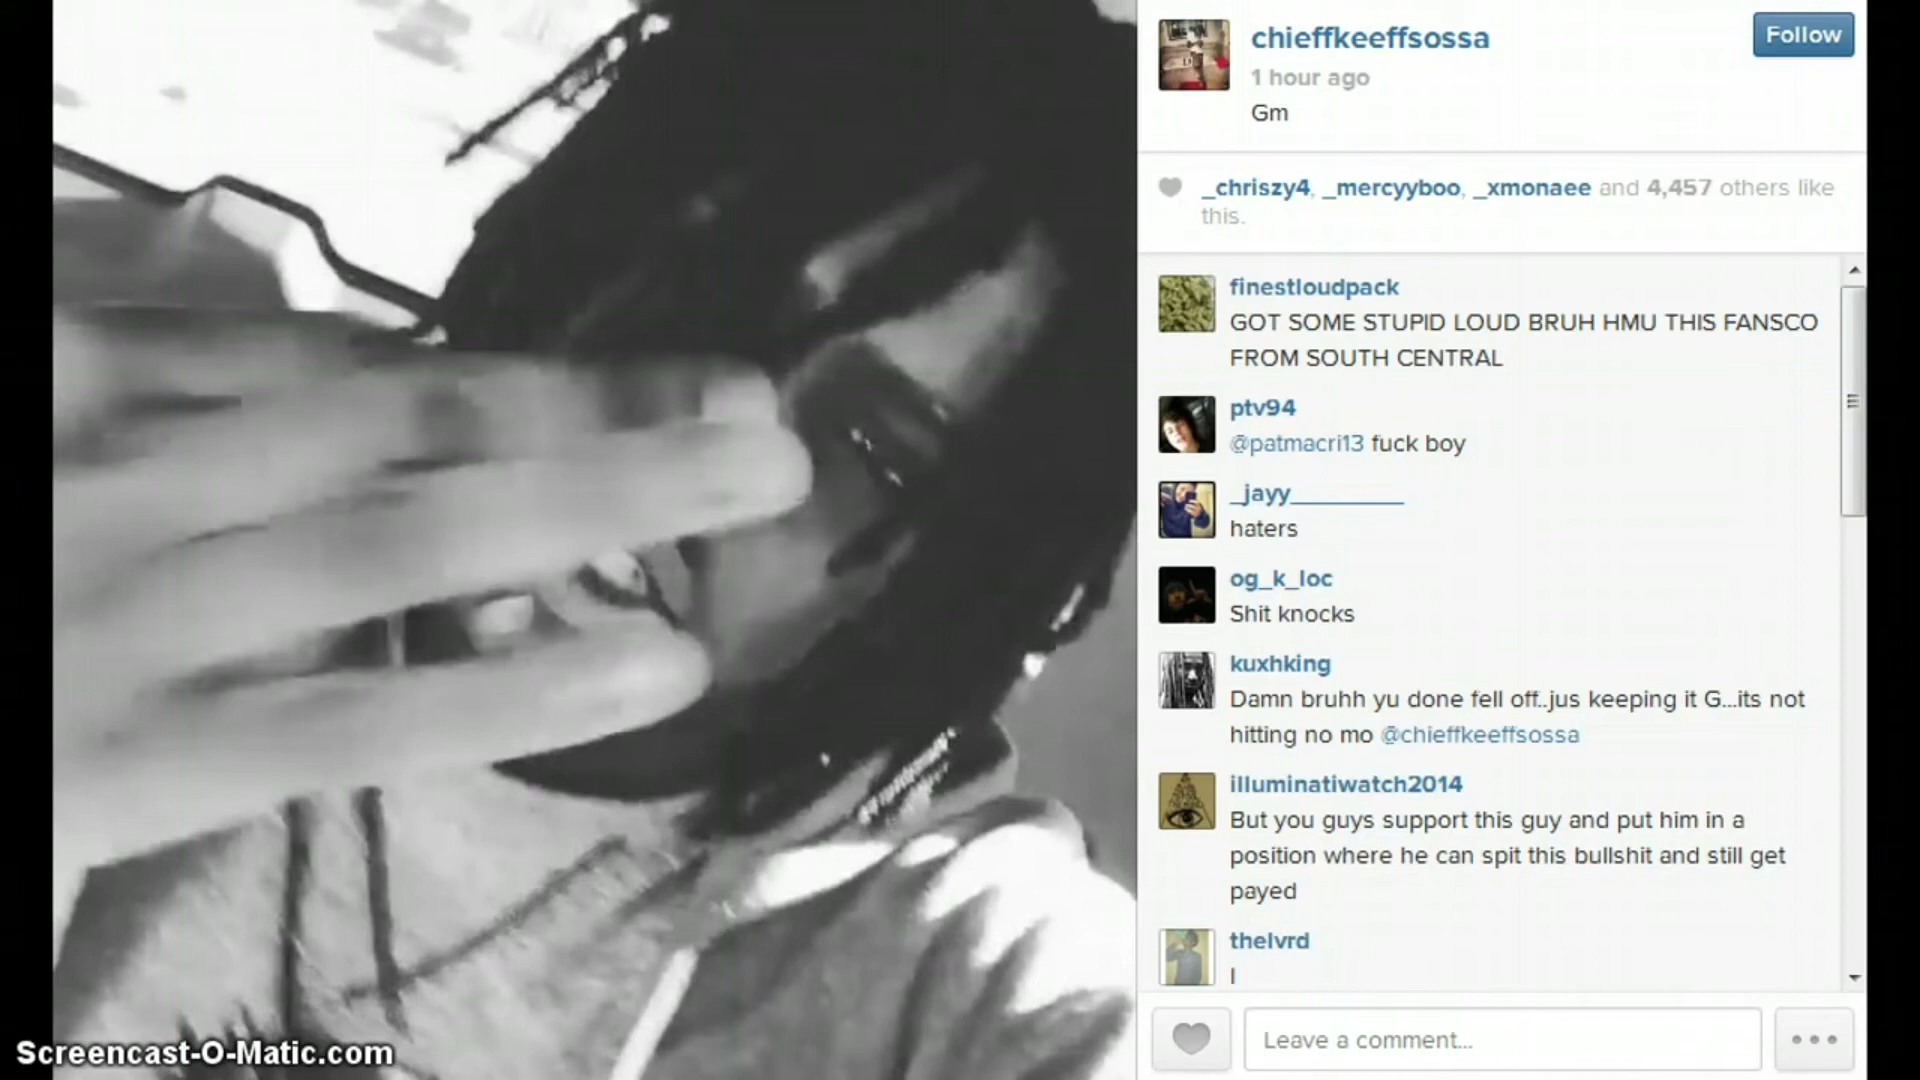 chieffkeeffsossa
Follow
1 hour ago
Gm
_chriszy4, _mercyyboo, _xmonaee and 4,457 others like
this.
finestloudpack
GOT SOME STUPID LOUD BRUH HMU THIS FANSCO
FROM SOUTH CENTRAL
ptv94
@patmacri13 fuck boy
_jayy_________
haters
og_k_loc
Shit knocks
kuxhking
Damn bruhh yu done fell off..jus keeping it G...its not
hitting no mo @chieffkeeffsossa
illuminatiwatch2014
But you guys support this guy and put him in a
position where he can spit this bullshit and still get
payed
thelvrd
I
Leave a comment...
Screencast-O-Matic.com